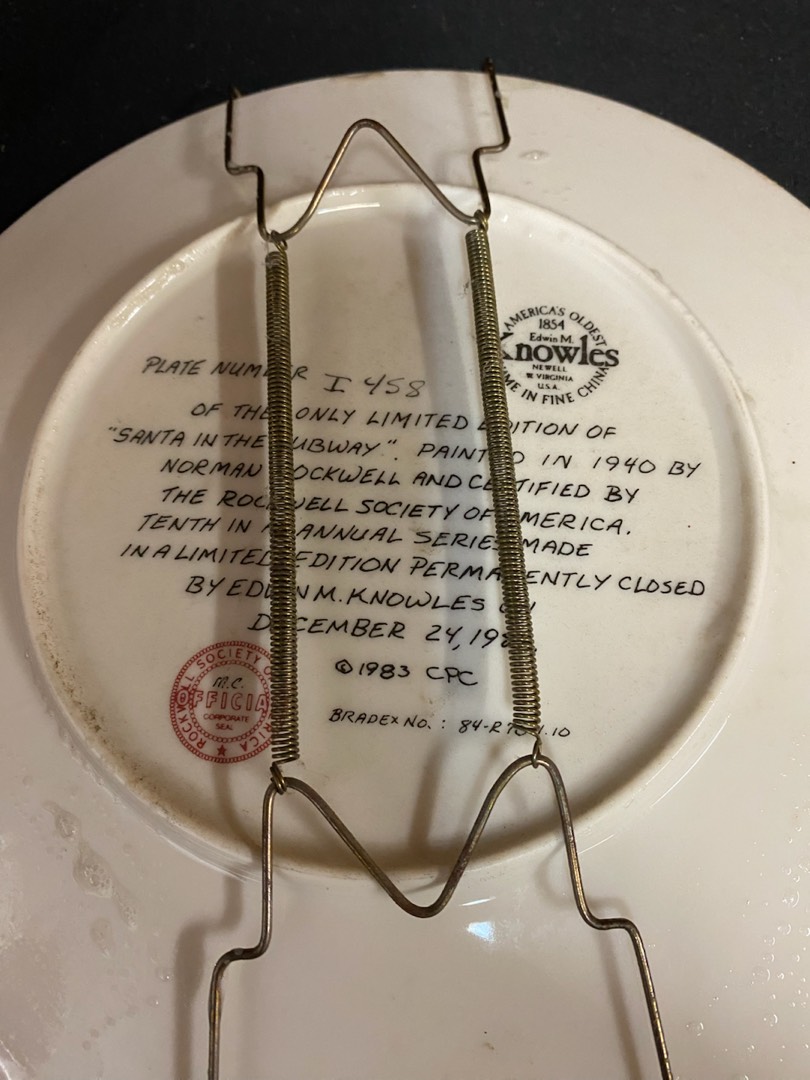 AMERICA'S OLDEST
1854
Edwin M.
Knowles
NEWELL
W. VIRGINIA
U.S.A.
IN FINE CHINA
PLATE NUMBER I 458
OF THE ONLY LIMITED EDITION OF
"SANTA IN THE SUBWAY". PAINTED IN 1940 BY
NORMAN ROCKWELL AND CERTIFIED BY
THE ROCKWELL SOCIETY OF AMERICA.
TENTH IN ANNUAL SERIES MADE
IN A LIMITED EDITION PERMANENTLY CLOSED
BY EDWIN M. KNOWLES ON
DECEMBER 24,
©1983 CPC
BRADEX NO.:
ROCKWELL SOCIETY OF AMERICA
M.C.
OFFICIAL
CORPORATE
SEAL